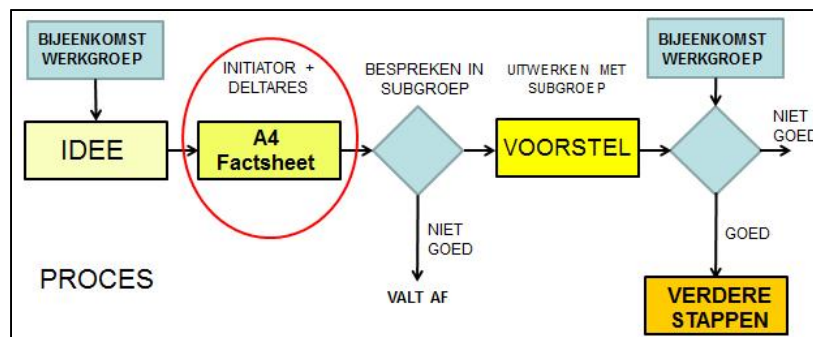 BIJEENKOMST
WERKGROEP
IDEE
INITIATOR +
DELTARES
A4
Factsheet
BESPREKEN IN
SUBGROEP
NIET
GOED
VALT AF
UITWERKEN MET
SUBGROEP
VOORSTEL
BIJEENKOMST
WERKGROEP
NIET
GOED
GOED
VERDERE
STAPPEN
PROCES